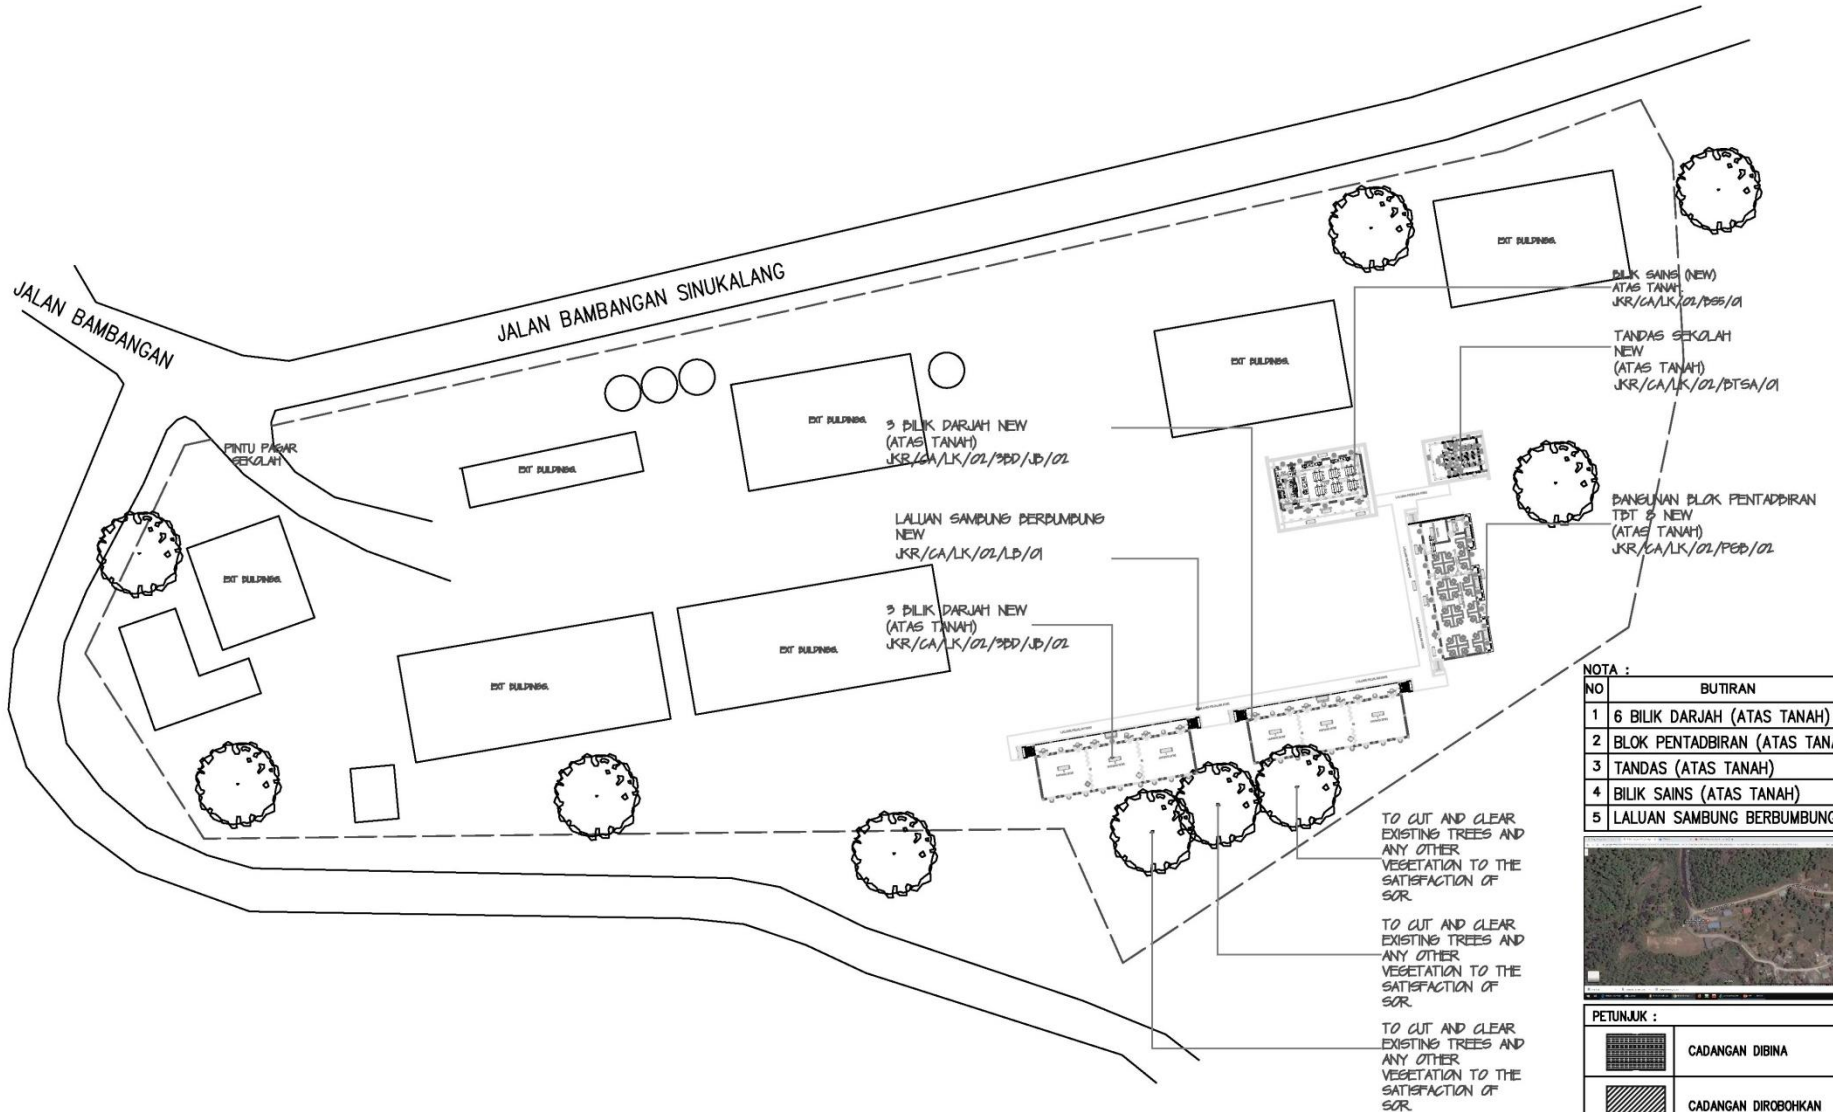 JALAN BAMBANGAN
JALAN BAMBANGAN SINUKALANG
PINTU PAGAR
SEKOLAH
EXT BUILDINGS.
EXT BUILDINGS.
EXT BUILDINGS.
EXT BUILDINGS.
EXT BUILDINGS.
EXT BUILDINGS.
EXT BUILDINGS.
EXT BUILDINGS.
3 BILIK DARJAH NEW
(ATAS TANAH)
JKR/CA/LK/02/3BD/JB/02
LALUAN SAMBUNG BERBUMBUNG
NEW
JKR/CA/LK/02/LB/01
3 BILIK DARJAH NEW
(ATAS TANAH)
JKR/CA/LK/02/3BD/JB/02
BILIK SAINS (NEW)
ATAS TANAH.
JKR/CA/LK/02/BSS/01
TANDAS SEKOLAH
NEW
(ATAS TANAH)
JKR/CA/LK/02/BTSA/01
BANGUNAN BLOK PENTADBIRAN
TBT 8 NEW
(ATAS TANAH)
JKR/CA/LK/02/PGB/02
TO CUT AND CLEAR
EXISTING TREES AND
ANY OTHER
VEGETATION TO THE
SATISFACTION OF
SOR.
TO CUT AND CLEAR
EXISTING TREES AND
ANY OTHER
VEGETATION TO THE
SATISFACTION OF
SOR.
TO CUT AND CLEAR
EXISTING TREES AND
ANY OTHER
VEGETATION TO THE
SATISFACTION OF
SOR.
NOTA :
NO BUTIRAN
1 6 BILIK DARJAH (ATAS TANAH)
2 BLOK PENTADBIRAN (ATAS TANA
3 TANDAS (ATAS TANAH)
4 BILIK SAINS (ATAS TANAH)
5 LALUAN SAMBUNG BERBUMBUNG
PETUNJUK :
CADANGAN DIBINA
CADANGAN DIROBOHKAN